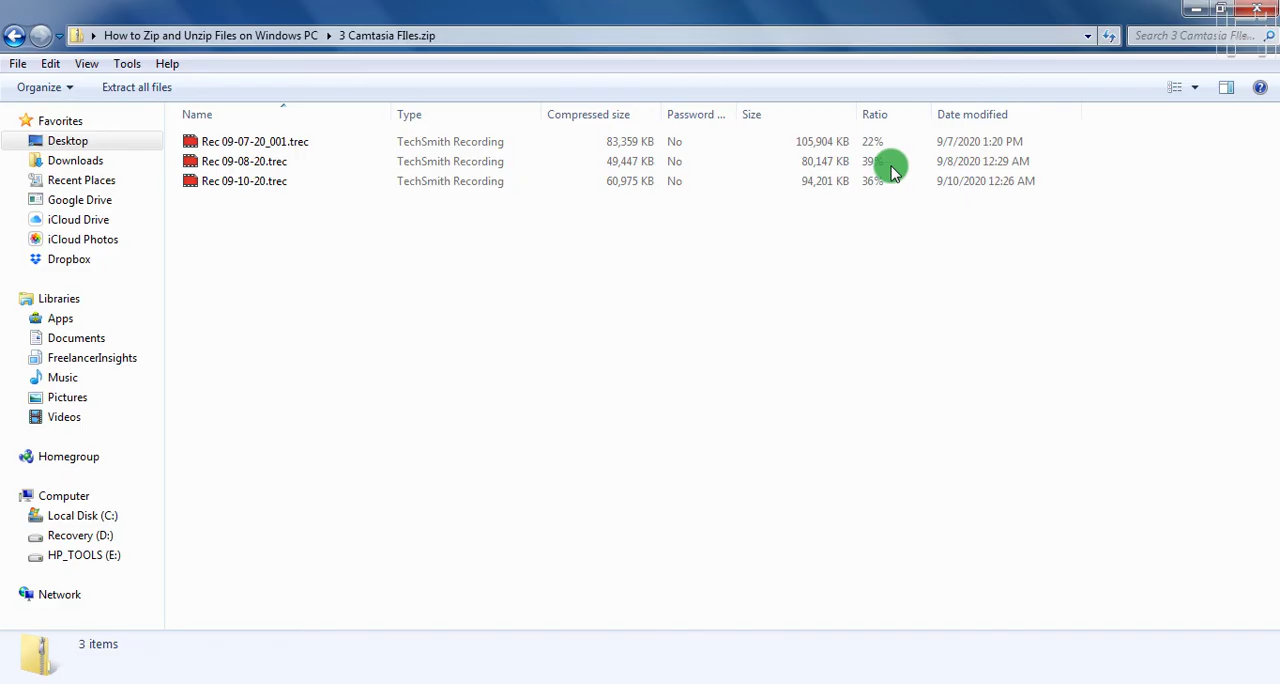 How to Zip and Unzip Files on Windows PC 3 Camtasia FIles.zip Search 3 Camtasia FIle...
File Edit View Tools Help
Organize Extract all files
Name Type Compressed size Password ... Size Ratio Date modified
Rec 09-07-20_001.trec TechSmith Recording 83,359 KB No 105,904 KB 22% 9/7/2020 1:20 PM
Rec 09-08-20.trec TechSmith Recording 49,447 KB No 80,147 KB 39% 9/8/2020 12:29 AM
Rec 09-10-20.trec TechSmith Recording 60,975 KB No 94,201 KB 36% 9/10/2020 12:26 AM
Favorites
Desktop
Downloads
Recent Places
Google Drive
iCloud Drive
iCloud Photos
Dropbox
Libraries
Apps
Documents
FreelancerInsights
Music
Pictures
Videos
Homegroup
Computer
Local Disk (C:)
Recovery (D:)
HP_TOOLS (E:)
Network
3 items